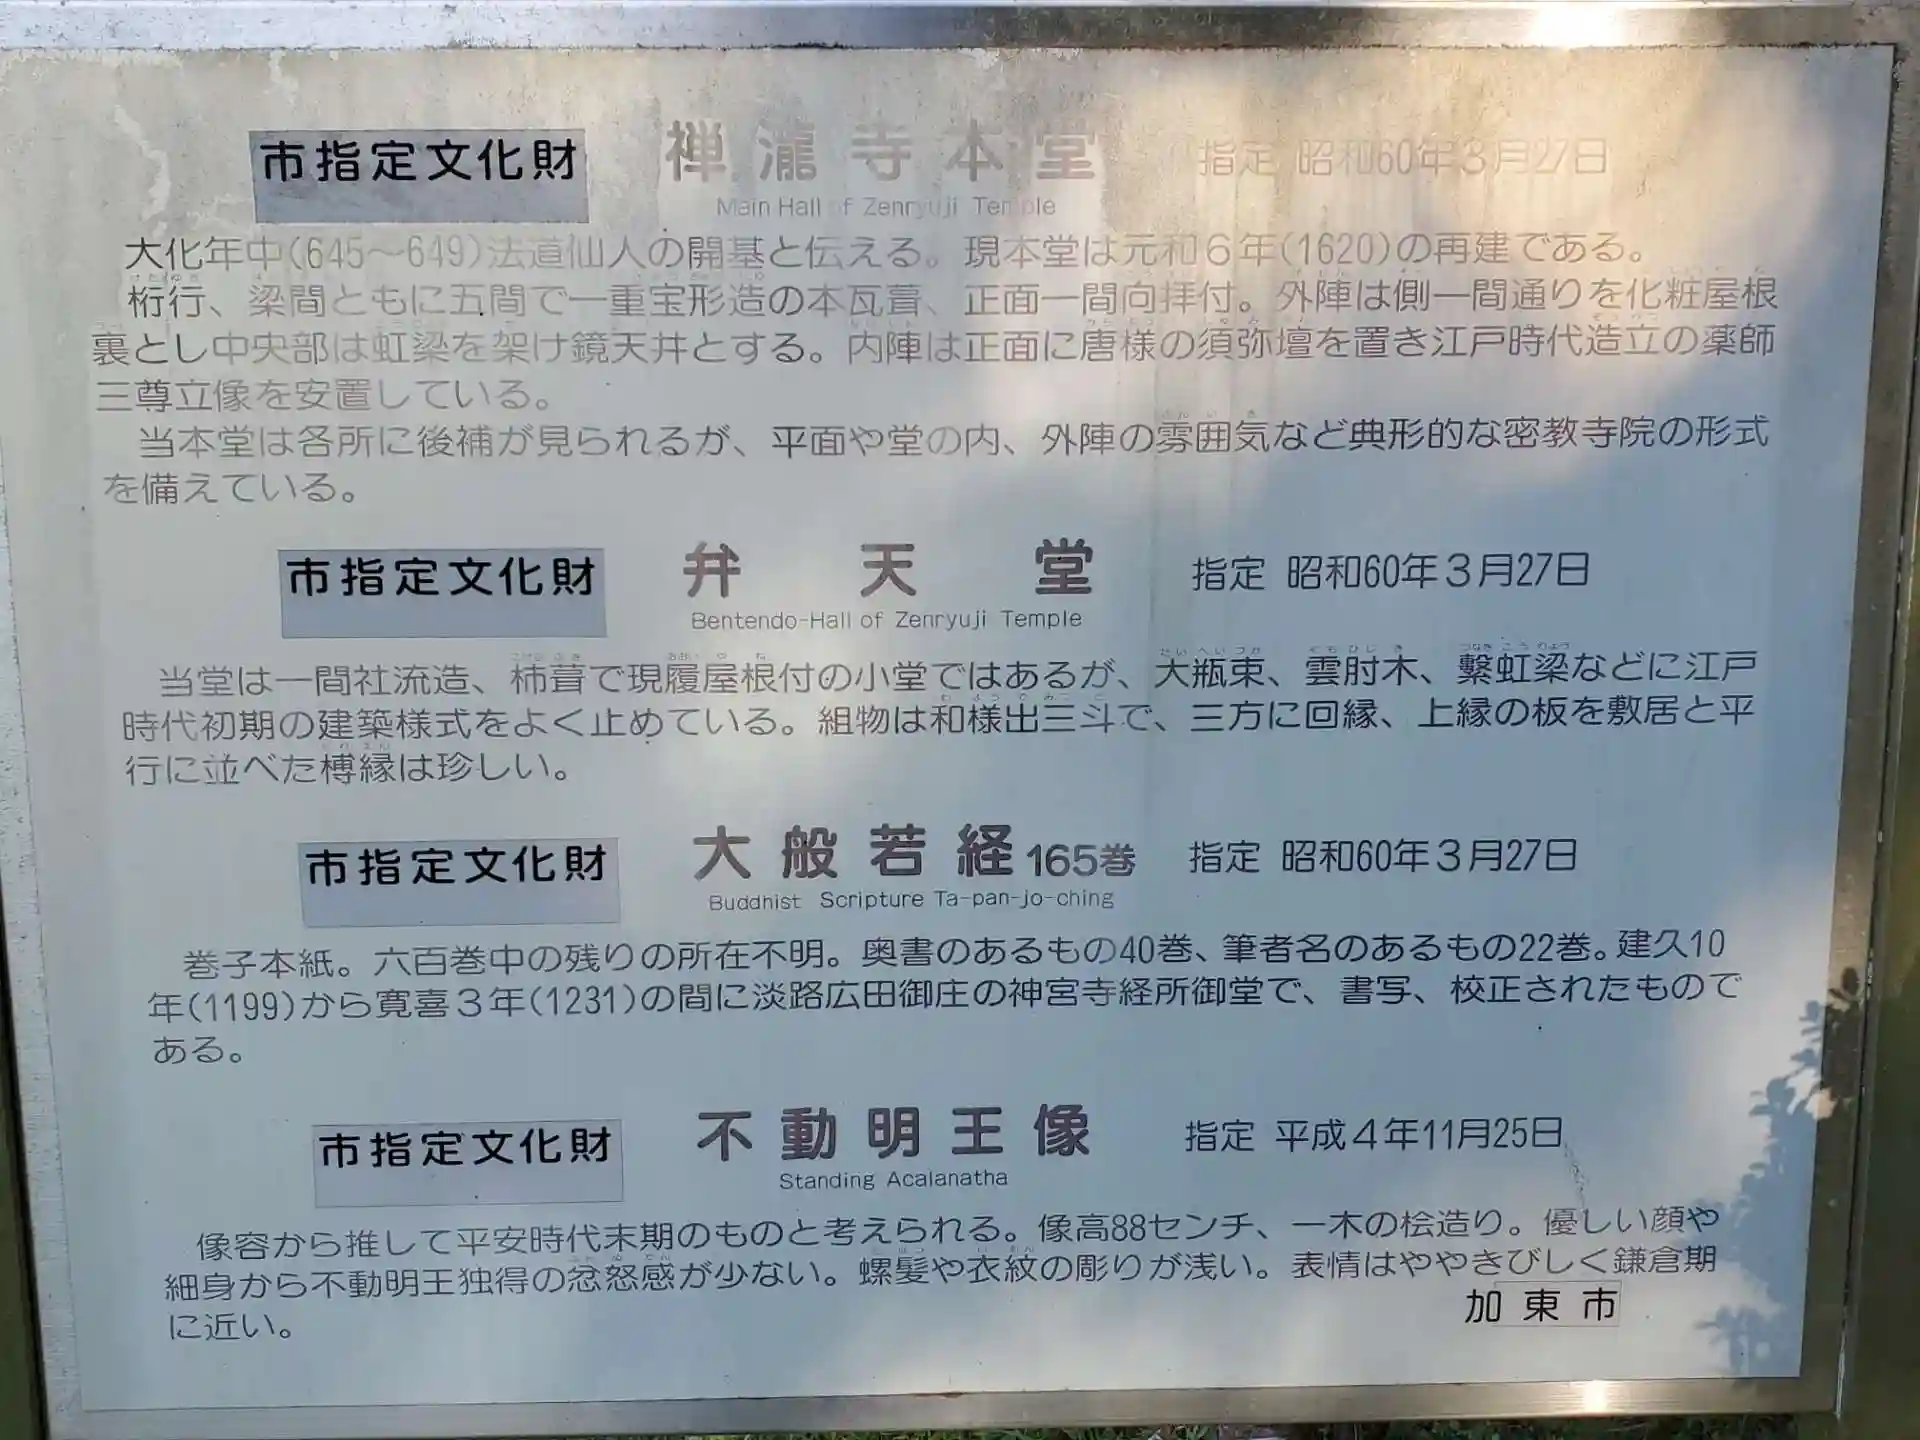 市指定文化財 禅瀧寺本堂 指定 昭和60年3月27日
Main Hall of Zenryuji Temple
大化年中(645〜649)法道仙人の開基と伝える。現本堂は元和6年(1620)の再建である。
桁行、梁間ともに五間で一重宝形造の本瓦葺、正面一間向拝付。外陣は側一間通りを化粧屋根
裏とし中央部は虹梁を架け鏡天井とする。内陣は正面に唐様の須弥壇を置き江戸時代造立の薬師
三尊立像を安置している。
当本堂は各所に後補が見られるが、平面や堂の内、外陣の雰囲気など典形的な密教寺院の形式
を備えている。
市指定文化財 弁天堂 指定 昭和60年3月27日
Bentendo-Hall of Zenryuji Temple
当堂は一間社流造、柿葺で現履屋根付の小堂ではあるが、大瓶束、雲肘木、繋虹梁などに江戸
時代初期の建築様式をよく止めている。組物は和様出三斗で、三方に回縁、上縁の板を敷居と平
行に並べた榑縁は珍しい。
市指定文化財 大般若経165巻 指定 昭和60年3月27日
Buddhist Scripture Ta-pan-jo-ching
巻子本紙。六百巻中の残りの所在不明。奥書のあるもの40巻、筆者名のあるもの22巻。建久10
年(1199)から寛喜3年(1231)の間に淡路広田御庄の神宮寺経所御堂で、書写、校正されたもので
ある。
市指定文化財 不動明王像 指定 平成4年11月25日
Standing Acalanatha
像容から推して平安時代末期のものと考えられる。像高88センチ、一木の桧造り。優しい顔や
細身から不動明王独得の忿怒感が少ない。螺髪や衣紋の彫りが浅い。表情はややきびしく鎌倉期
に近い。
加東市